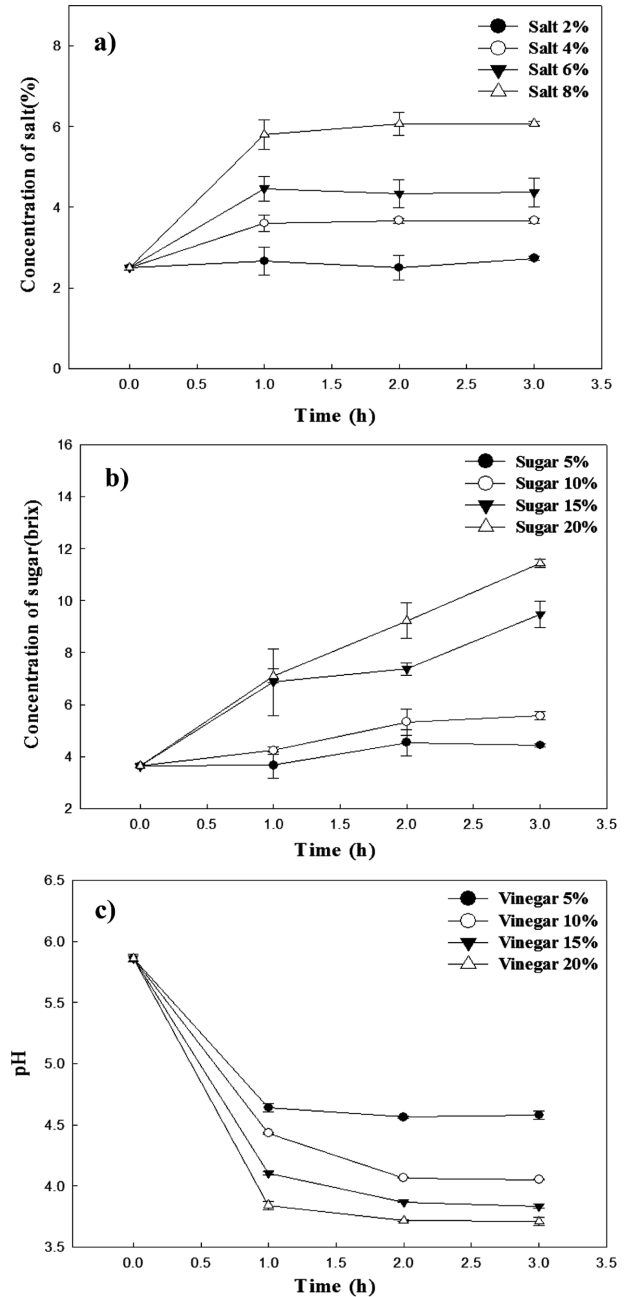 a)
Salt 2%
Salt 4%
Salt 6%
Salt 8%
Concentration of salt(%)
8
6
4
2
0
0.0 0.5 1.0 1.5 2.0 2.5 3.0 3.5
Time (h)
b)
Sugar 5%
Sugar 10%
Sugar 15%
Sugar 20%
Concentration of sugar(brix)
16
14
12
10
8
6
4
2
0.0 0.5 1.0 1.5 2.0 2.5 3.0 3.5
Time (h)
c)
Vinegar 5%
Vinegar 10%
Vinegar 15%
Vinegar 20%
pH
6.5
6.0
5.5
5.0
4.5
4.0
3.5
0.0 0.5 1.0 1.5 2.0 2.5 3.0 3.5
Time (h)